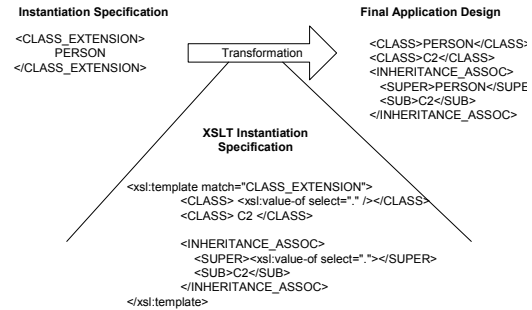 Instantiation Specification
<CLASS_EXTENSION>
PERSON
</CLASS_EXTENSION>
Transformation
Final Application Design
<CLASS>PERSON</CLASS>
<CLASS>C2</CLASS>
<INHERITANCE_ASSOC>
<SUPER>PERSON</SUPE
<SUB>C2</SUB>
</INHERITANCE_ASSOC>
XSLT Instantiation
Specification
<xsl:template match="CLASS_EXTENSION">
<CLASS> <xsl:value-of select="." /></CLASS>
<CLASS> C2 </CLASS>
<INHERITANCE_ASSOC>
<SUPER><xsl:value-of select="."></SUPER>
<SUB>C2</SUB>
</INHERITANCE_ASSOC>
</xsl:template>